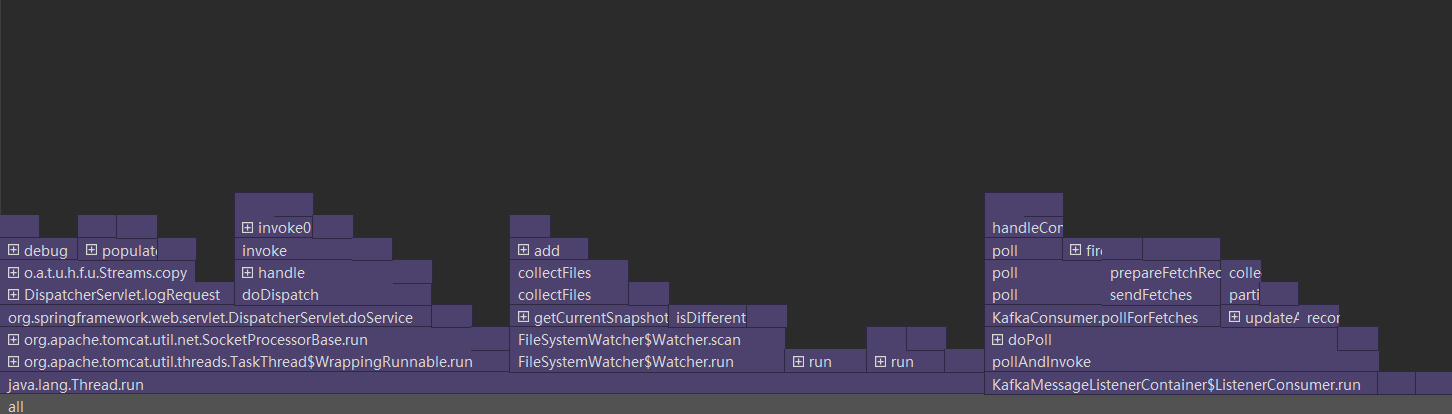 invoke0
handleCon
debug
populate
invoke
add
poll
fire
o.a.t.u.h.f.u.Streams.copy
handle
collectFiles
poll
prepareFetchRec
colle
DispatcherServlet.logRequest
doDispatch
collectFiles
poll
sendFetches
parti
org.springframework.web.servlet.DispatcherServlet.doService
getCurrentSnapshot
isDifferent
KafkaConsumer.pollForFetches
updateA
recor
org.apache.tomcat.util.net.SocketProcessorBase.run
FileSystemWatcher$Watcher.scan
doPoll
org.apache.tomcat.util.threads.TaskThread$WrappingRunnable.run
FileSystemWatcher$Watcher.run
run
run
pollAndInvoke
java.lang.Thread.run
KafkaMessageListenerContainer$ListenerConsumer.run
all